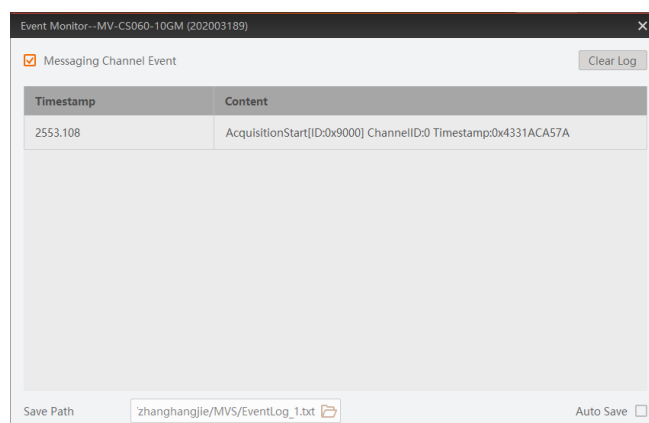 Event Monitor--MV-CS060-10GM (202003189)
Messaging Channel Event
Clear Log
Timestamp Content
2553.108 AcquisitionStart[ID:0x9000] ChannelID:0 Timestamp:0x4331ACA57A
Save Path zhanghangjie/MVS/EventLog_1.txt Auto Save